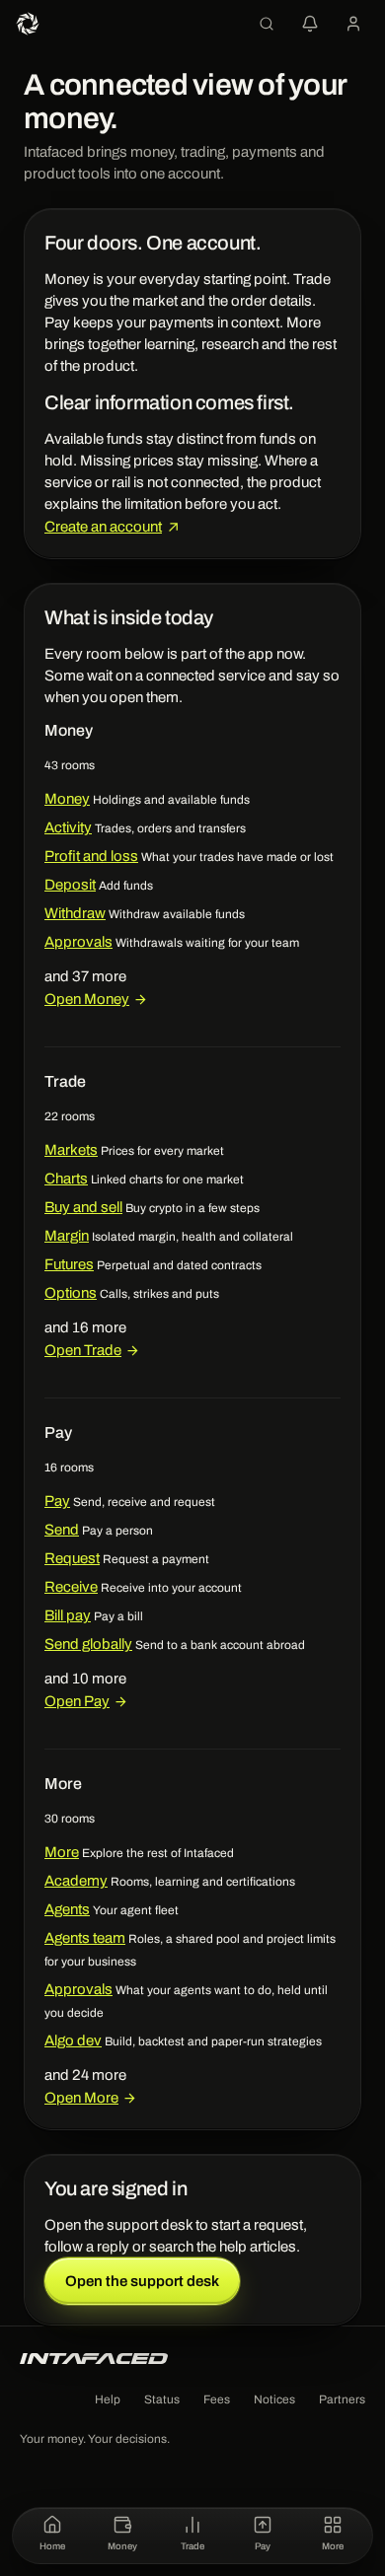 A connected view of your
money.
Intafaced brings money, trading, payments and
product tools into one account.
Four doors. One account.
Money is your everyday starting point. Trade
gives you the market and the order details.
Pay keeps your payments in context. More
brings together learning, research and the rest
of the product.
Clear information comes first.
Available funds stay distinct from funds on
hold. Missing prices stay missing. Where a
service or rail is not connected, the product
explains the limitation before you act.
Create an account
What is inside today
Every room below is part of the app now.
Some wait on a connected service and say so
when you open them.
Money
43 rooms
Money Holdings and available funds
Activity Trades, orders and transfers
Profit and loss What your trades have made or lost
Deposit Add funds
Withdraw Withdraw available funds
Approvals Withdrawals waiting for your team
and 37 more
Open Money
Trade
22 rooms
Markets Prices for every market
Charts Linked charts for one market
Buy and sell Buy crypto in a few steps
Margin Isolated margin, health and collateral
Futures Perpetual and dated contracts
Options Calls, strikes and puts
and 16 more
Open Trade
Pay
16 rooms
Pay Send, receive and request
Send Pay a person
Request Request a payment
Receive Receive into your account
Bill pay Pay a bill
Send globally Send to a bank account abroad
and 10 more
Open Pay
More
30 rooms
More Explore the rest of Intafaced
Academy Rooms, learning and certifications
Agents Your agent fleet
Agents team Roles, a shared pool and project limits
for your business
Approvals What your agents want to do, held until
you decide
Algo dev Build, backtest and paper-run strategies
and 24 more
Open More
You are signed in
Open the support desk to start a request,
follow a reply or search the help articles.
Open the support desk
INTAFACED
Help Status Fees Notices Partners
Your money. Your decisions.
Home Money Trade Pay More